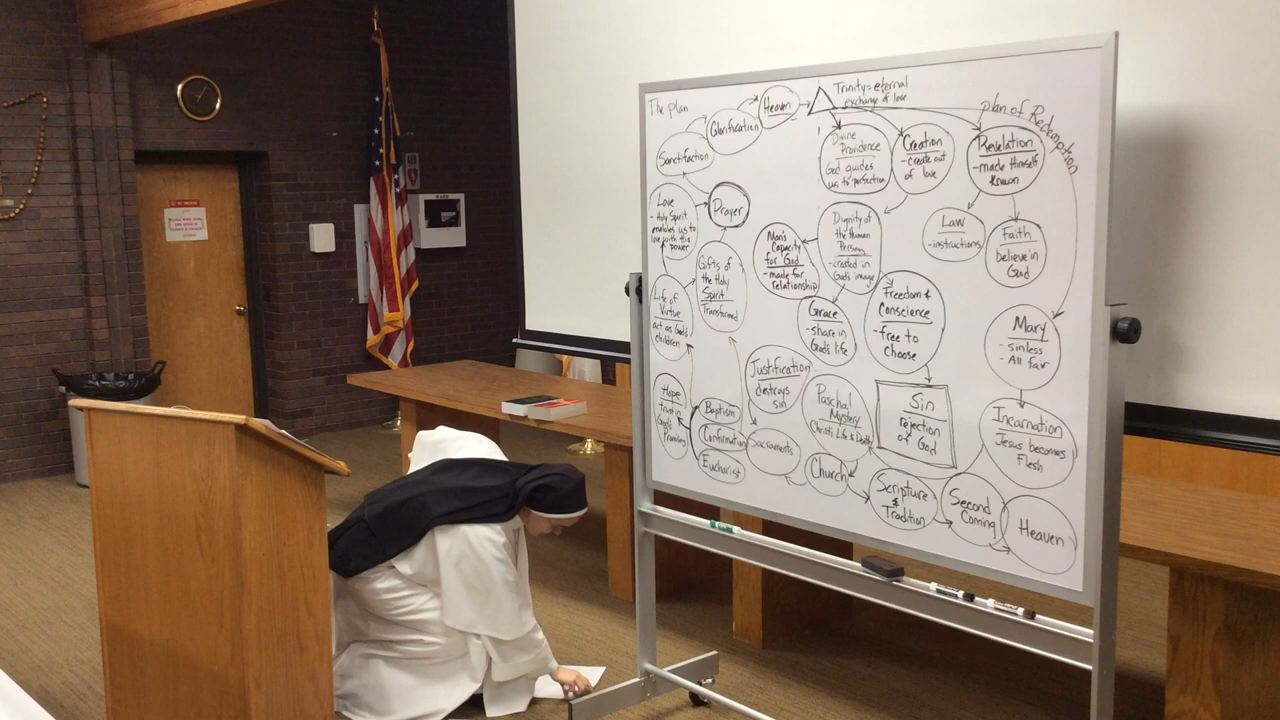 The plan
Heaven
Trinity = eternal
exchange of love
plan of Redemption
Glorification
Sanctifaction
Divine
Providence
God guides
us to perfection
Creation
- create out
of love
Revelation
- made Himself
Known
Love
- Holy Spirit
enables us to
love with His
power
Prayer
Gifts of
the Holy
Spirit
Transformed
Man's
Capacity
for God
- made for
relationship
Dignity of
the Human
Person
- created in
God's image
Law
- instructions
Faith
believe in
God
Life of
Virtue
act as God's
children
Grace
- share in
God's life
Freedom &
Conscience
- free to
choose
Mary
- sinless
- All fair
Justification
destroys
sin
Paschal
Mystery
Christ's Life & Death
Sin
rejection
of God
Incarnation
Jesus becomes
Flesh
Hope
Trust in
God's
Promises
Baptism
Confirmation
Eucharist
Sacraments
Church
Scripture
&
Tradition
Second
Coming
Heaven